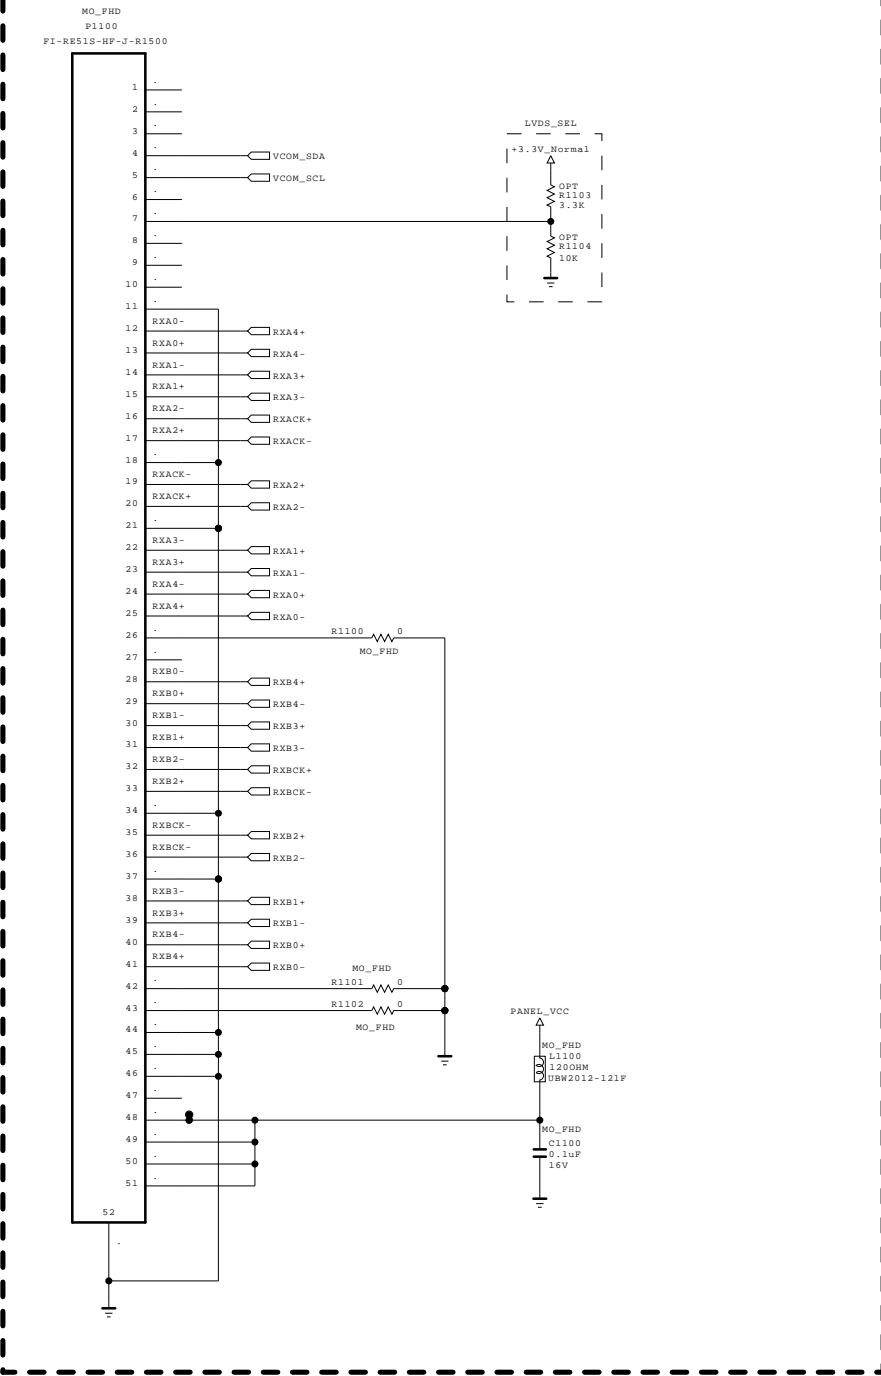 MO_FHD
P1100
FI-RE51S-HF-J-R1500
1 .
2 .
3 .
LVDS_SEL
+3.3V_Normal
4 . VCOM_SDA
5 . VCOM_SCL
6 .
OPT
R1103
3.3K
7 .
8 .
OPT
R1104
10K
9 .
10 .
11 .
12 RXA0- RXA4+
13 RXA0+ RXA4-
14 RXA1- RXA3+
15 RXA1+ RXA3-
16 RXA2- RXACK+
17 RXA2+ RXACK-
18 .
19 RXACK- RXA2+
20 RXACK+ RXA2-
21 .
22 RXA3- RXA1+
23 RXA3+ RXA1-
24 RXA4- RXA0+
25 RXA4+ RXA0-
26 . R1100 0
MO_FHD
27 .
28 RXB0- RXB4+
29 RXB0+ RXB4-
30 RXB1- RXB3+
31 RXB1+ RXB3-
32 RXB2- RXBCK+
33 RXB2+ RXBCK-
34 .
35 RXBCK- RXB2+
36 RXBCK- RXB2-
37 .
38 RXB3- RXB1+
39 RXB3+ RXB1-
40 RXB4- RXB0+
41 RXB4+ RXB0-
MO_FHD
42 . R1101 0
43 . R1102 0
MO_FHD
PANEL_VCC
44 .
45 .
46 .
MO_FHD
L1100
120OHM
UBW2012-121F
47 .
48 .
49 .
50 .
51 .
MO_FHD
C1100
0.1uF
16V
52
.